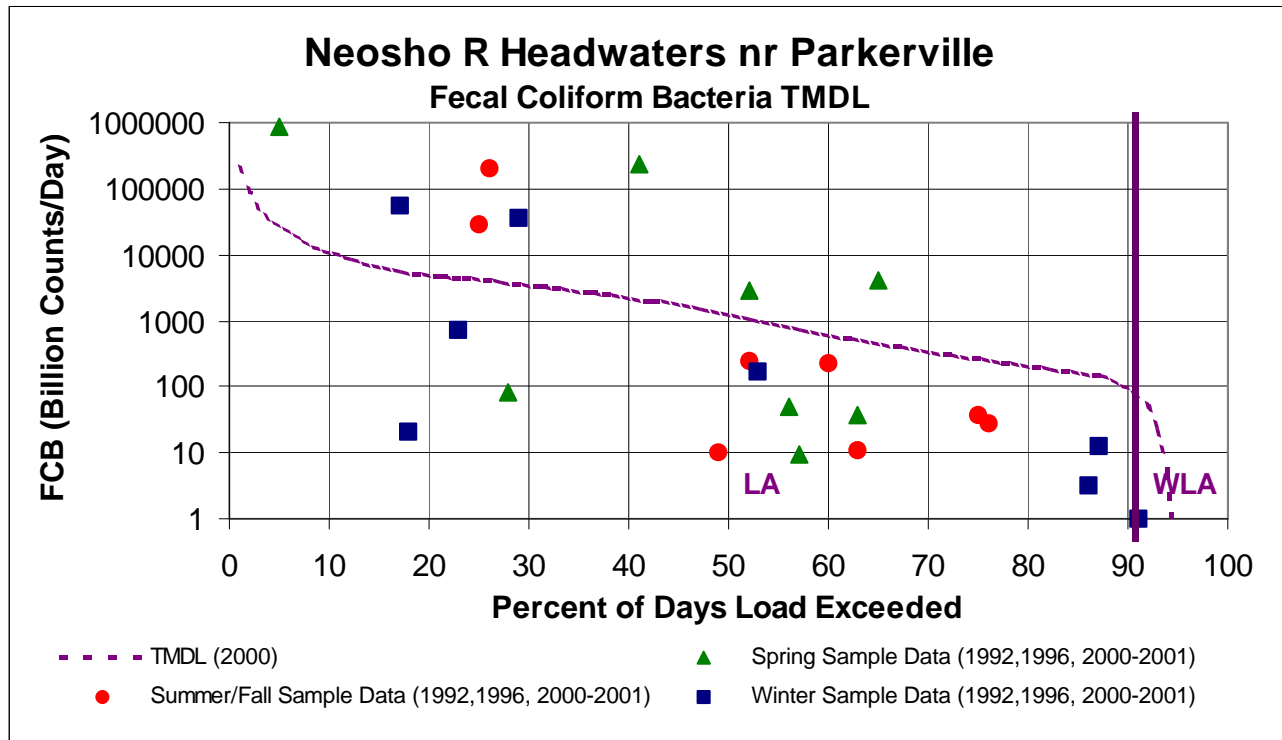 Neosho R Headwaters nr Parkerville
Fecal Coliform Bacteria TMDL
FCB (Billion Counts/Day)
1000000
100000
10000
1000
100
10
1
LA
WLA
0 10 20 30 40 50 60 70 80 90 100
Percent of Days Load Exceeded
TMDL (2000)
Spring Sample Data (1992,1996, 2000-2001)
Summer/Fall Sample Data (1992,1996, 2000-2001)
Winter Sample Data (1992,1996, 2000-2001)